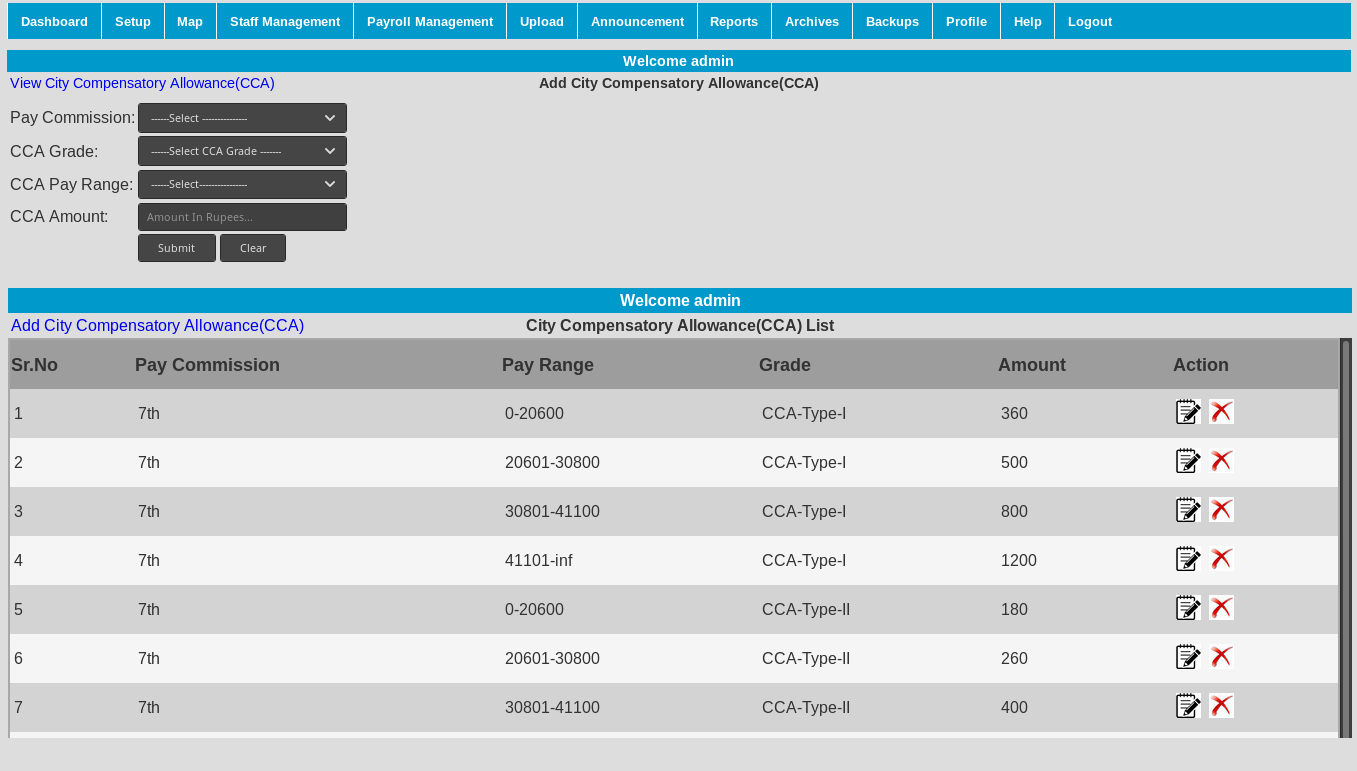 Dashboard Setup Map Staff Management Payroll Management Upload Announcement Reports Archives Backups Profile Help Logout
Welcome admin
View City Compensatory Allowance(CCA) Add City Compensatory Allowance(CCA)
Pay Commission: ------Select ---------------
CCA Grade: ------Select CCA Grade -------
CCA Pay Range: ------Select---------------
CCA Amount: Amount In Rupees...
Submit Clear
Welcome admin
Add City Compensatory Allowance(CCA) City Compensatory Allowance(CCA) List
Sr.No Pay Commission Pay Range Grade Amount Action
1 7th 0-20600 CCA-Type-I 360
2 7th 20601-30800 CCA-Type-I 500
3 7th 30801-41100 CCA-Type-I 800
4 7th 41101-inf CCA-Type-I 1200
5 7th 0-20600 CCA-Type-II 180
6 7th 20601-30800 CCA-Type-II 260
7 7th 30801-41100 CCA-Type-II 400